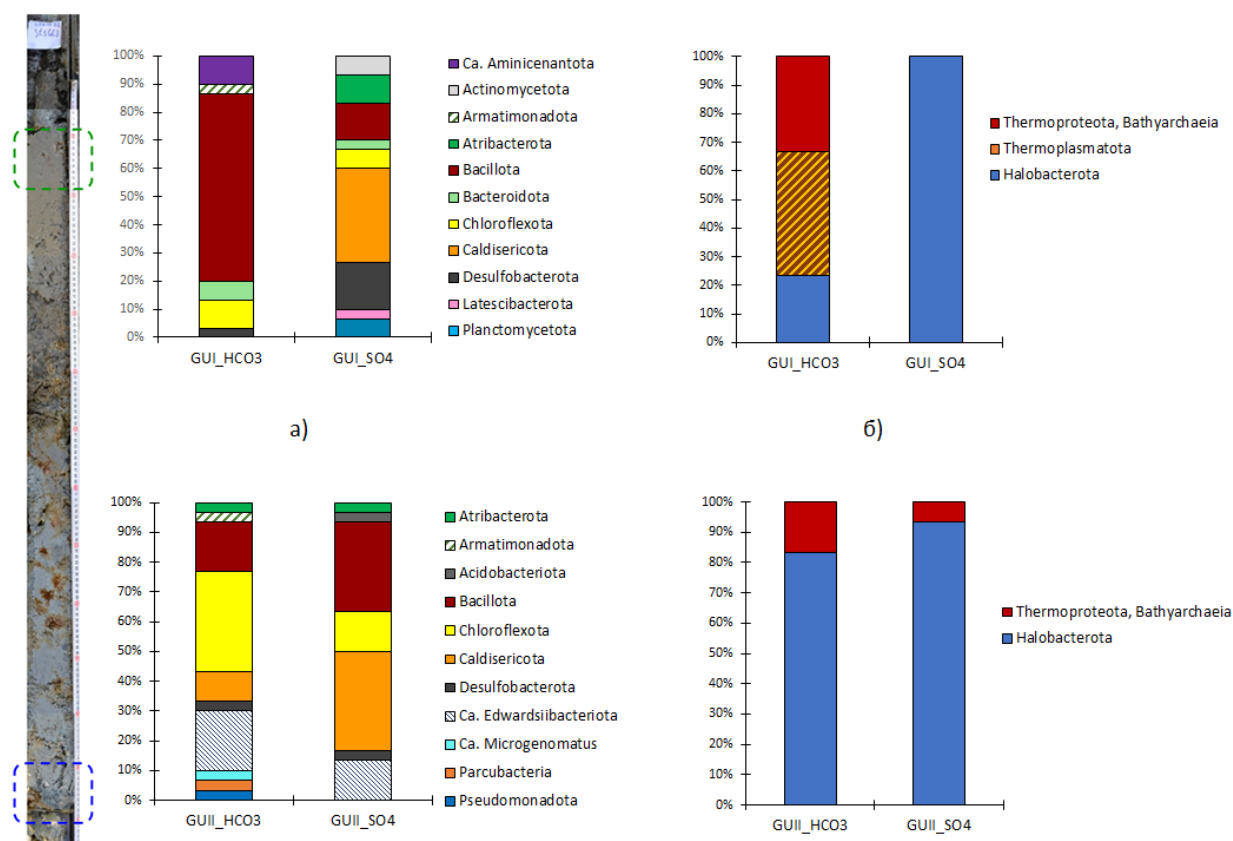 100%
90%
80%
70%
60%
50%
40%
30%
20%
10%
0%
GUI_HCO3
GUI_SO4
Ca. Aminicenantota
Actinomycetota
Armatimonadota
Atribacterota
Bacillota
Bacteroidota
Chloroflexota
Caldisericota
Desulfobacterota
Latescibacterota
Planctomycetota
а)
100%
90%
80%
70%
60%
50%
40%
30%
20%
10%
0%
GUI_HCO3
GUI_SO4
Thermoproteota, Bathyarchaeia
Thermoplasmatota
Halobacterota
б)
100%
90%
80%
70%
60%
50%
40%
30%
20%
10%
0%
GUII_HCO3
GUII_SO4
Atribacterota
Armatimonadota
Acidobacteriota
Bacillota
Chloroflexota
Caldisericota
Desulfobacterota
Ca. Edwardsiibacteriota
Ca. Microgenomatus
Parcubacteria
Pseudomonadota
100%
90%
80%
70%
60%
50%
40%
30%
20%
10%
0%
GUII_HCO3
GUII_SO4
Thermoproteota, Bathyarchaeia
Halobacterota